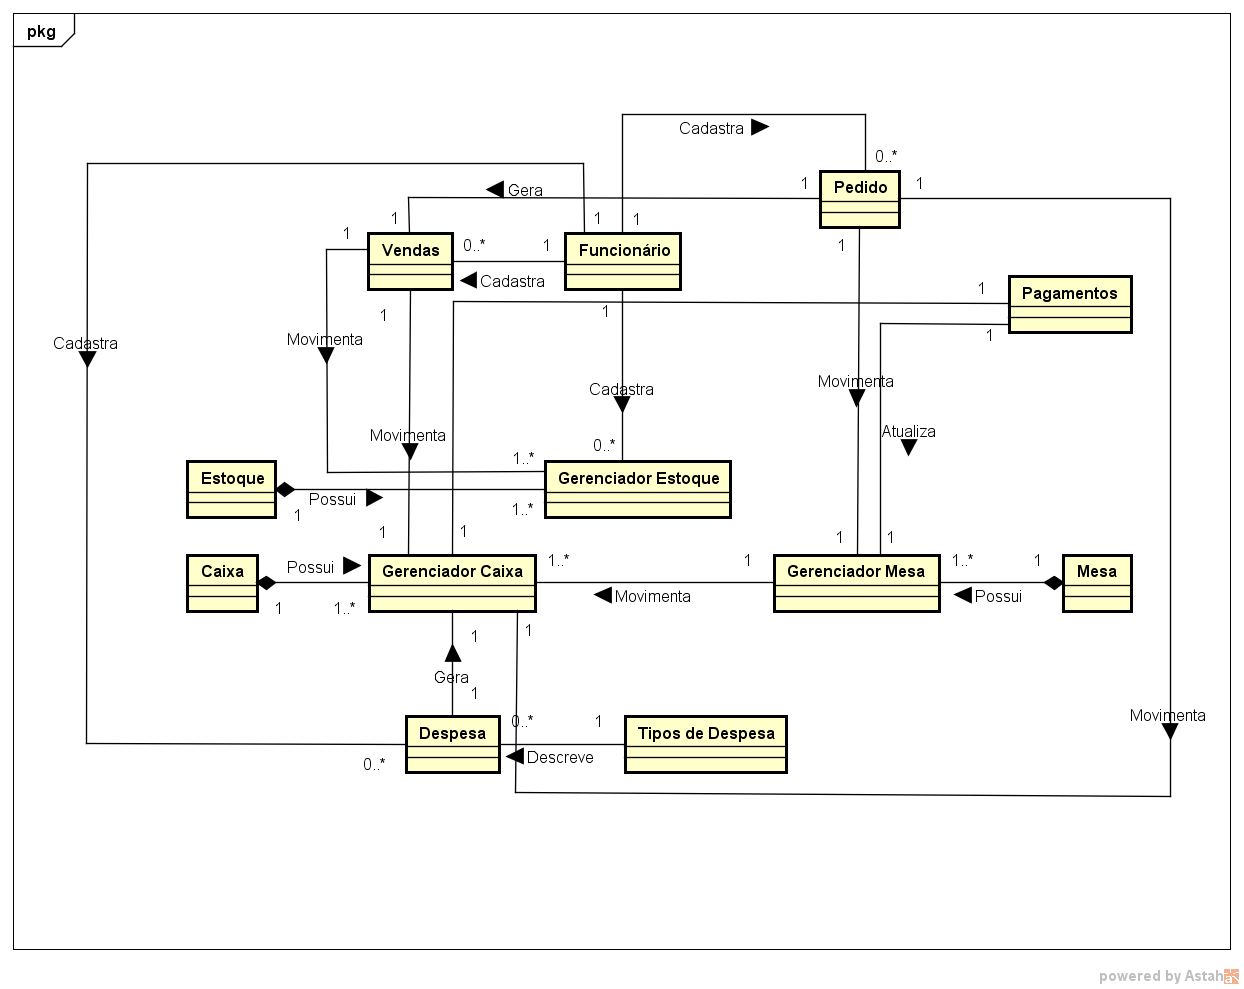 pkg
Cadastra
0..*
1
Pedido
1
Gera
1
1
1
1
Vendas
0..*
1
Funcionário
1
Cadastra
1
Pagamentos
1
1
1
Cadastra
Movimenta
Movimenta
Cadastra
Atualiza
Movimenta
0..*
1..*
Estoque
Possui
Gerenciador Estoque
1
1..*
1
1
1
1
Caixa
Possui
Gerenciador Caixa
1..*
1
Gerenciador Mesa
1..*
1
Mesa
1
1..*
Movimenta
Possui
1
1
Gera
1
Despesa
0..*
1
Tipos de Despesa
Movimenta
0..*
Descreve
powered by Astah